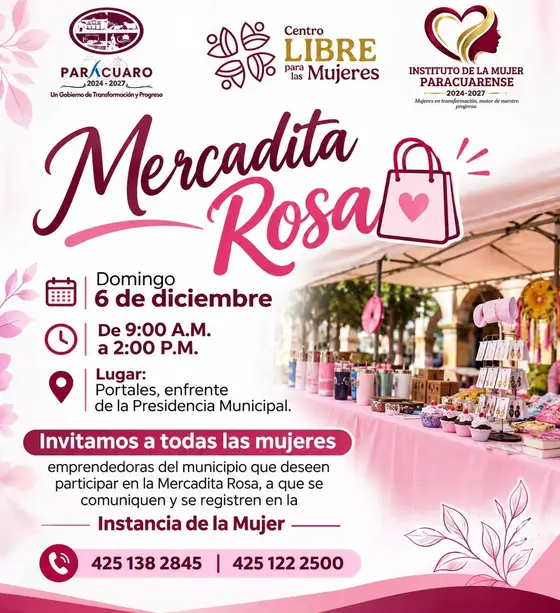 PARÁCUARO
2024 - 2027
Un Gobierno de Transformación y Progreso
Centro
LIBRE
para las Mujeres
INSTITUTO DE LA MUJER
PARACUARENSE
2024-2027
Mujeres en transformación, motor de nuestro
progreso.
Mercadita
Rosa
Domingo
6 de diciembre
De 9:00 A.M.
a 2:00 P.M.
Lugar:
Portales, enfrente
de la Presidencia Municipal.
Invitamos a todas las mujeres
emprendedoras del municipio que deseen
participar en la Mercadita Rosa, a que se
comuniquen y se registren en la
Instancia de la Mujer
425 138 2845 | 425 122 2500